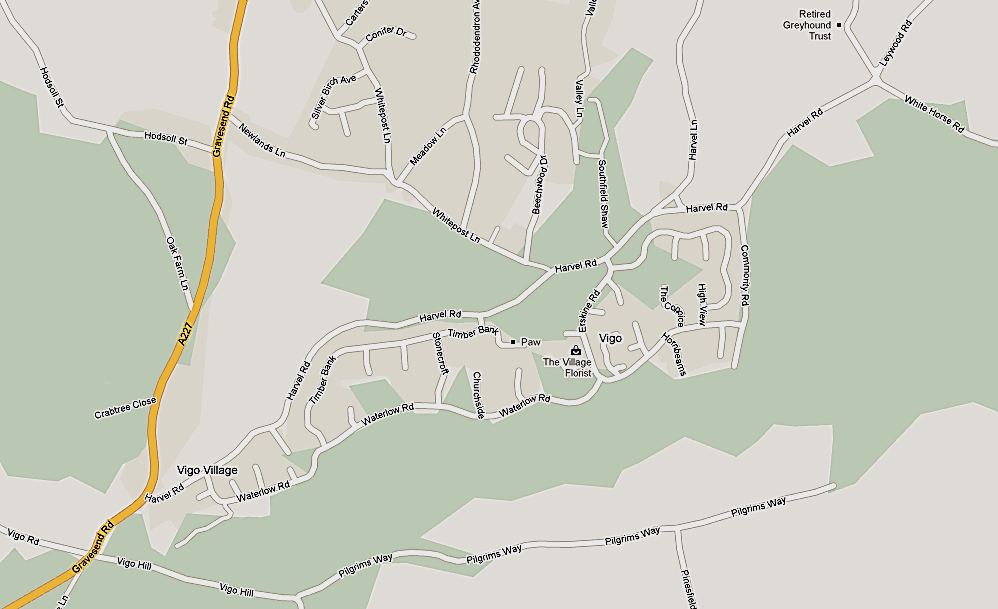 Carters
Rhododendron Av
Valle
Retired
Greyhound
Trust
Leywood Rd
Conifer Dr
Hodsoll St
Silver Birch Ave
Whitepost Ln
Valley Ln
White Horse Rd
Gravesend Rd
Newlands Ln
Hodsoll St
Meadow Ln
Harvel Ln
Harvel Rd
Beechwood Dr
Southfield Shaw
Whitepost Ln
Harvel Rd
Oak Farm Ln
Harvel Rd
Commonty Rd
Erskine Rd
The Coppice
High View
Harvel Rd
A227
Timber Bank
Stonecroft
Paw
Vigo
The Village
Florist
Hornbeams
Harvel Rd
Timber Bank
Churchside
Crabtree Close
Waterlow Rd
Waterlow Rd
Vigo Village
Harvel Rd
Waterlow Rd
Pilgrims Way
Gravesend Rd
Vigo Rd
Vigo Hill
Pilgrims Way
Pilgrims Way
Pilgrims Way
Vigo Hill
Pinesfield
e Ln